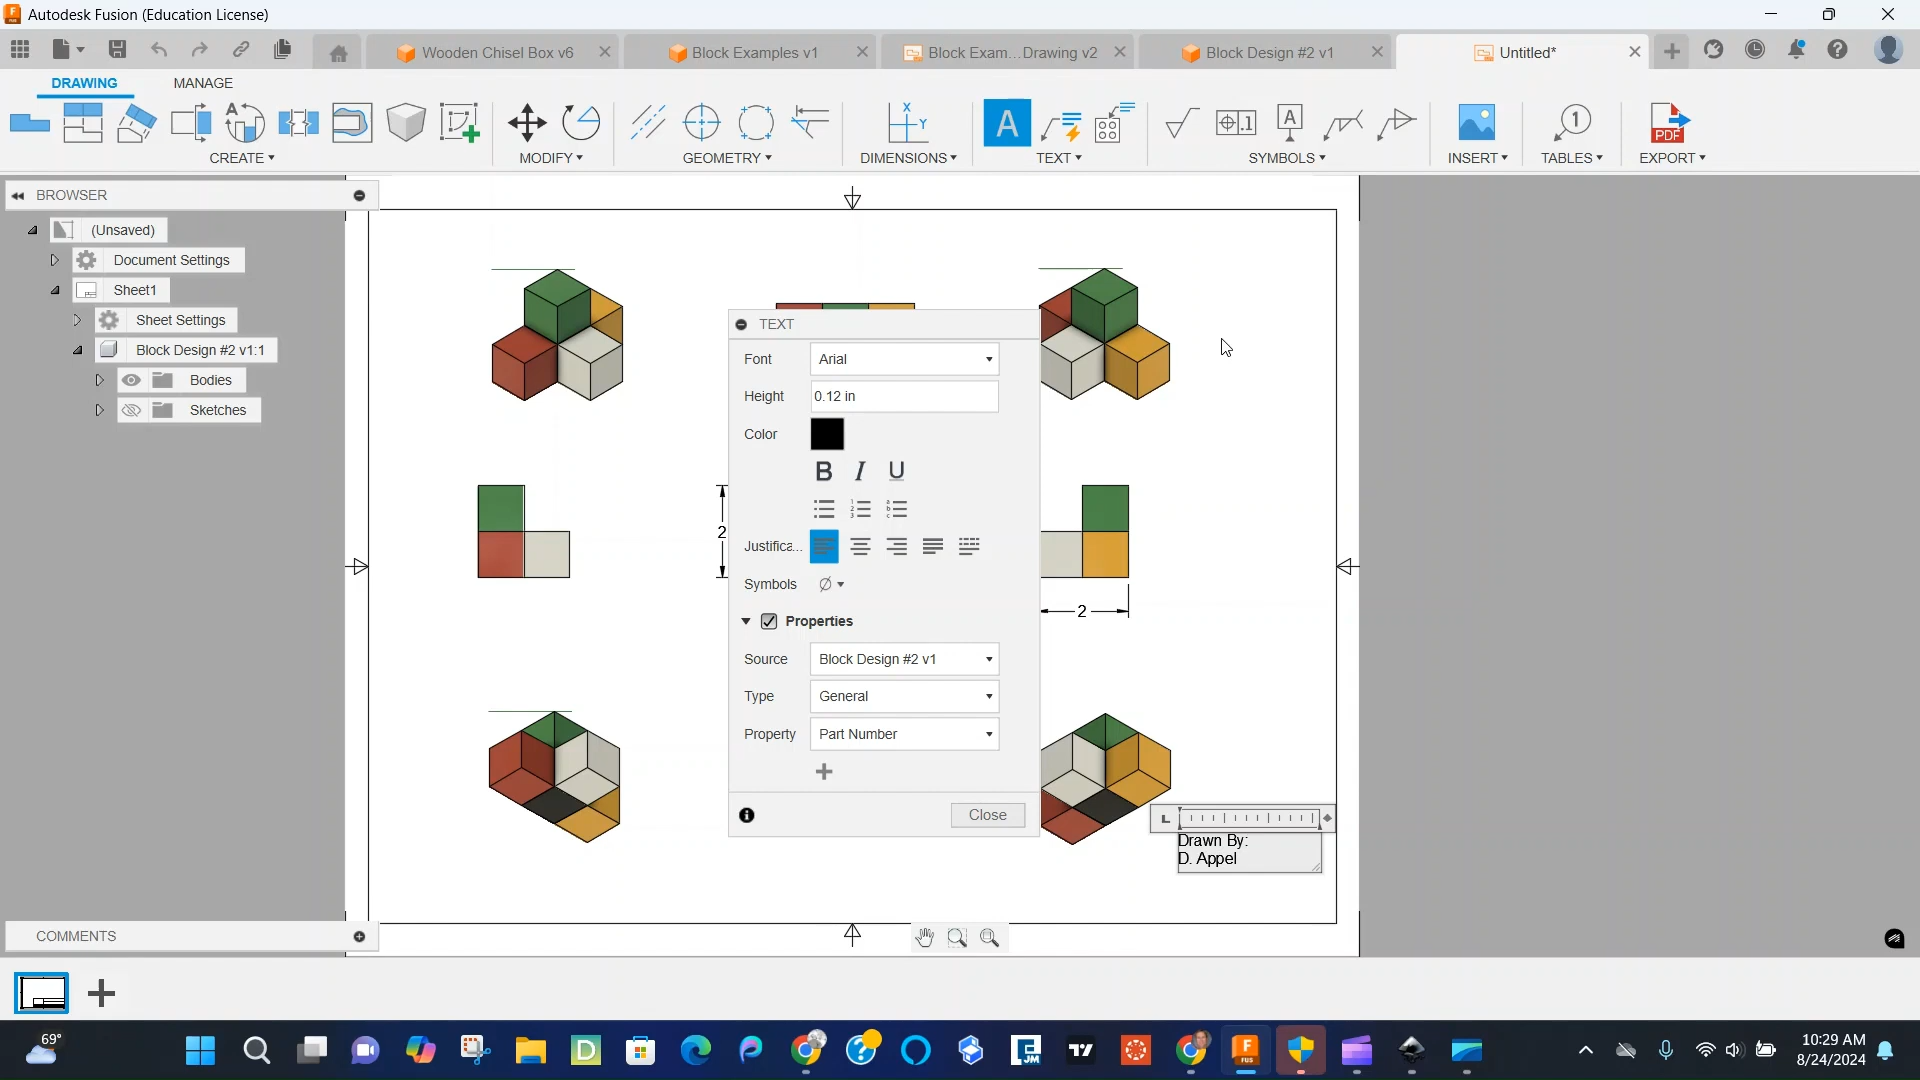 Autodesk Fusion (Education License)
Wooden Chisel Box v6
Block Examples v1
Block Exam...Drawing v2
Block Design #2 v1
Untitled*
DRAWING
MANAGE
CREATE
MODIFY
GEOMETRY
DIMENSIONS
TEXT
SYMBOLS
INSERT
TABLES
EXPORT
BROWSER
(Unsaved)
Document Settings
Sheet1
Sheet Settings
Block Design #2 v1:1
Bodies
Sketches
TEXT
Font
Arial
Height
0.12 in
Color
B I U
Justifica...
Symbols
Properties
Source
Block Design #2 v1
Type
General
Property
Part Number
Close
2
2
Drawn By:
D. Appel
COMMENTS
69°
10:29 AM
8/24/2024